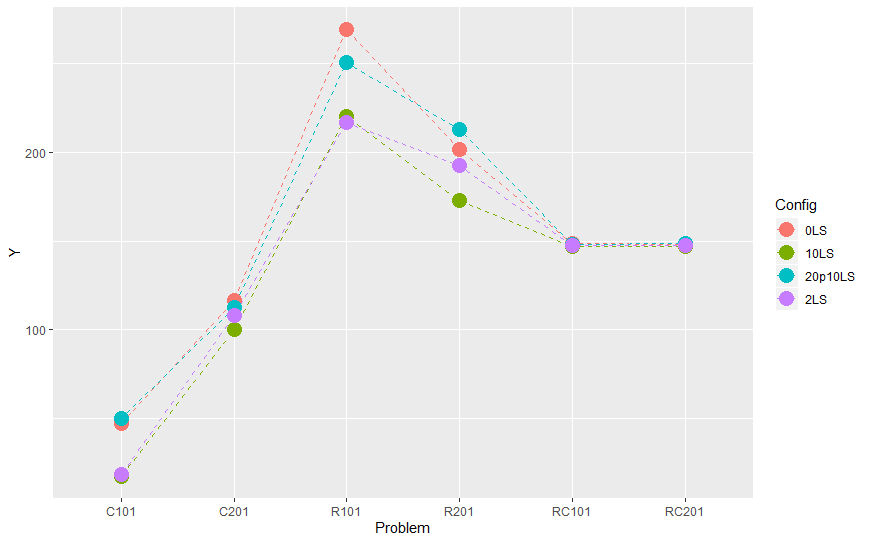 Y
200
100
C101 C201 R101 R201 RC101 RC201
Problem
Config
0LS
10LS
20p10LS
2LS